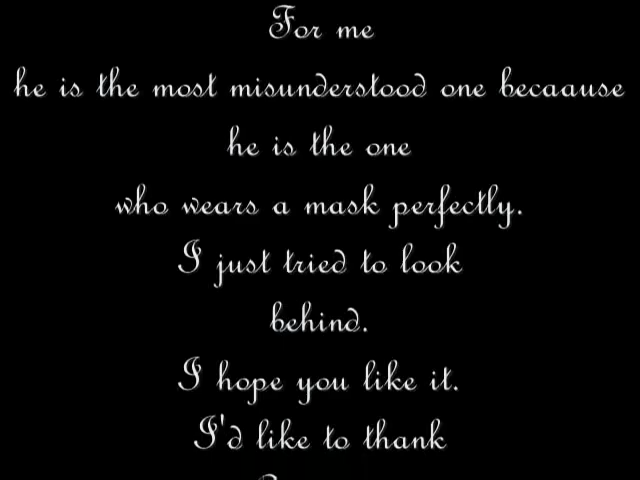 For me
he is the most misunderstood one becaause
he is the one
who wears a mask perfectly.
I just tried to look
behind.
I hope you like it.
I'd like to thank